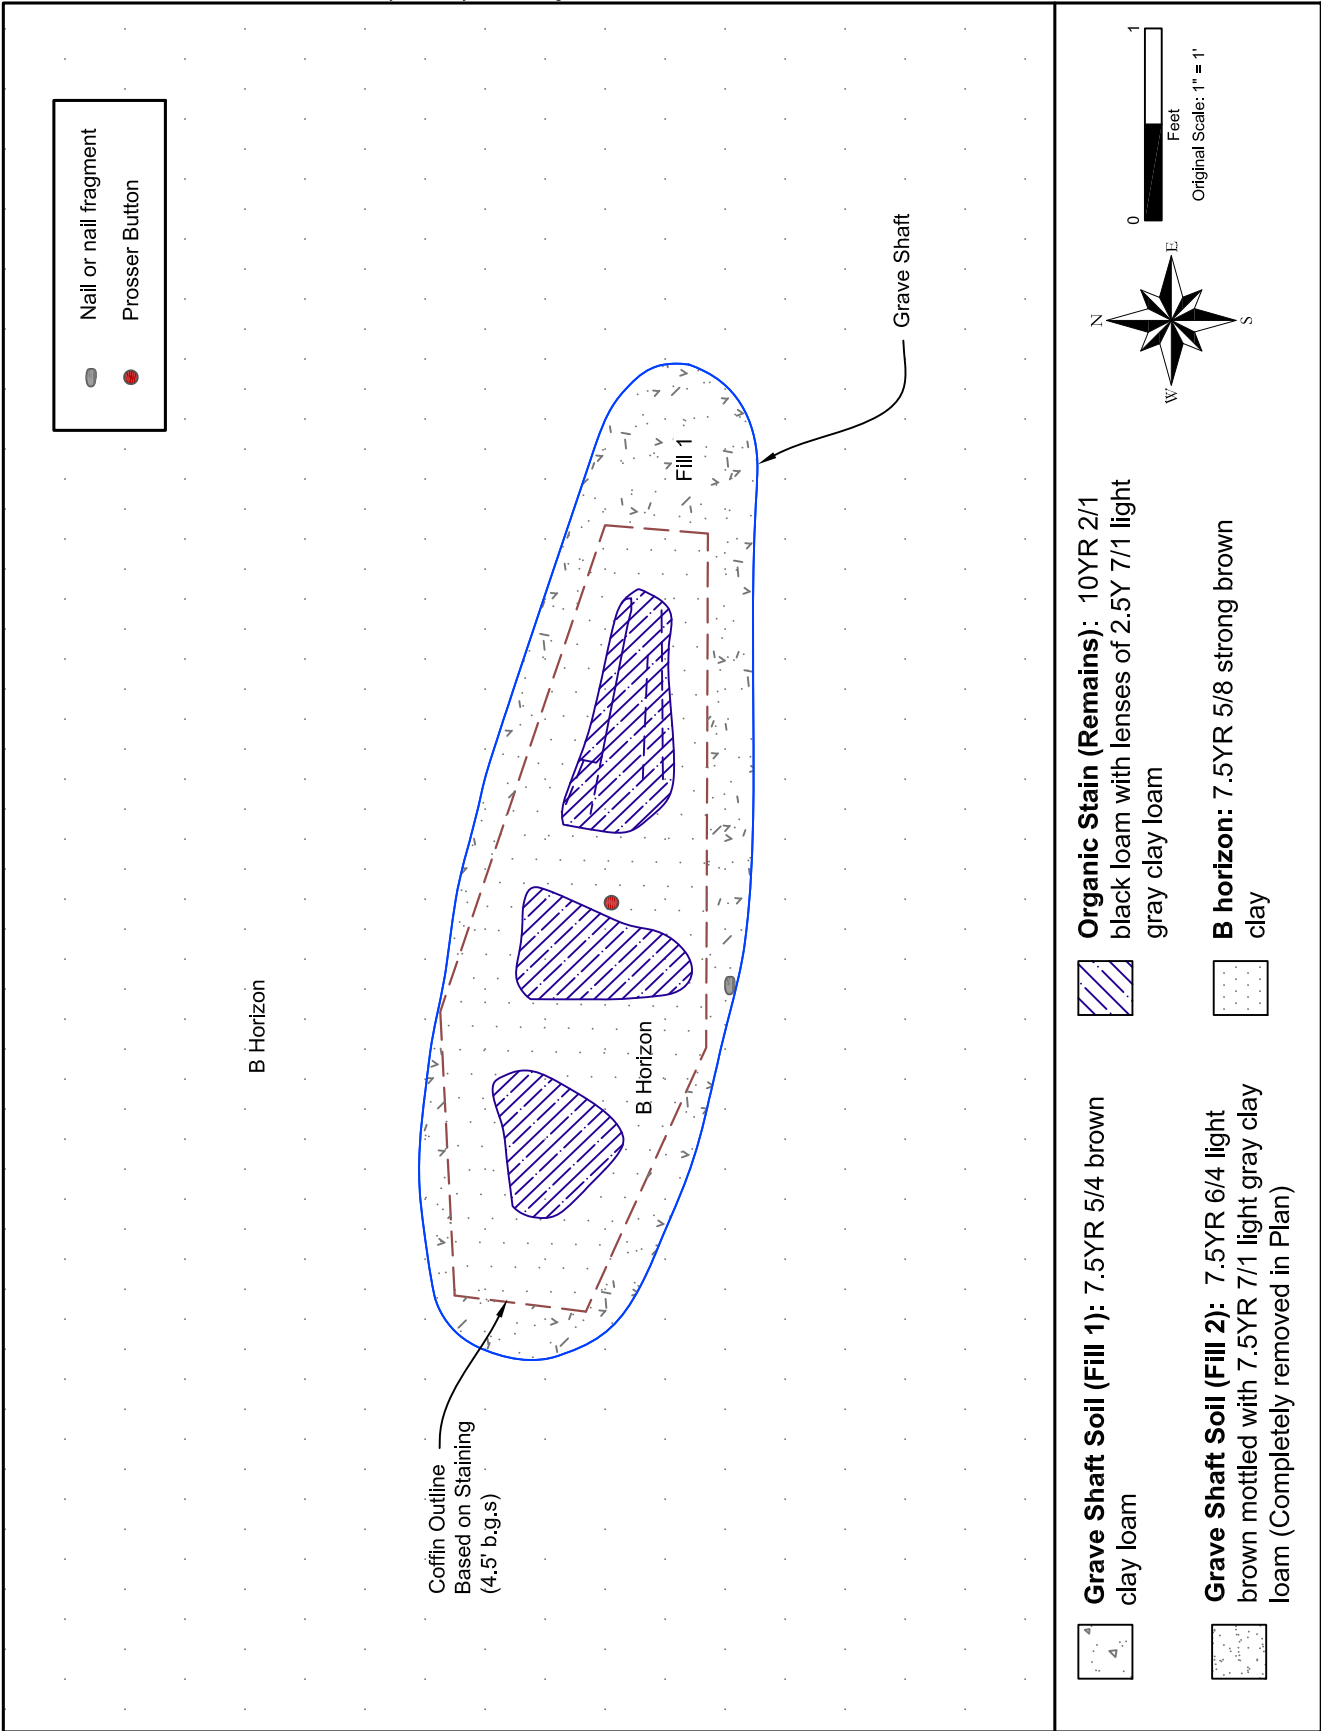 Nail or nail fragment
Prosser Button
B Horizon
Fill 1
B Horizon
Grave Shaft
Coffin Outline
Based on Staining
(4.5' b.g.s)
Grave Shaft Soil (Fill 1): 7.5YR 5/4 brown
clay loam
Grave Shaft Soil (Fill 2): 7.5YR 6/4 light
brown mottled with 7.5YR 7/1 light gray clay
loam (Completely removed in Plan)
Organic Stain (Remains): 10YR 2/1
black loam with lenses of 2.5Y 7/1 light
gray clay loam
B horizon: 7.5YR 5/8 strong brown
clay
N
W
E
S
0
1
Feet
Original Scale: 1" = 1'